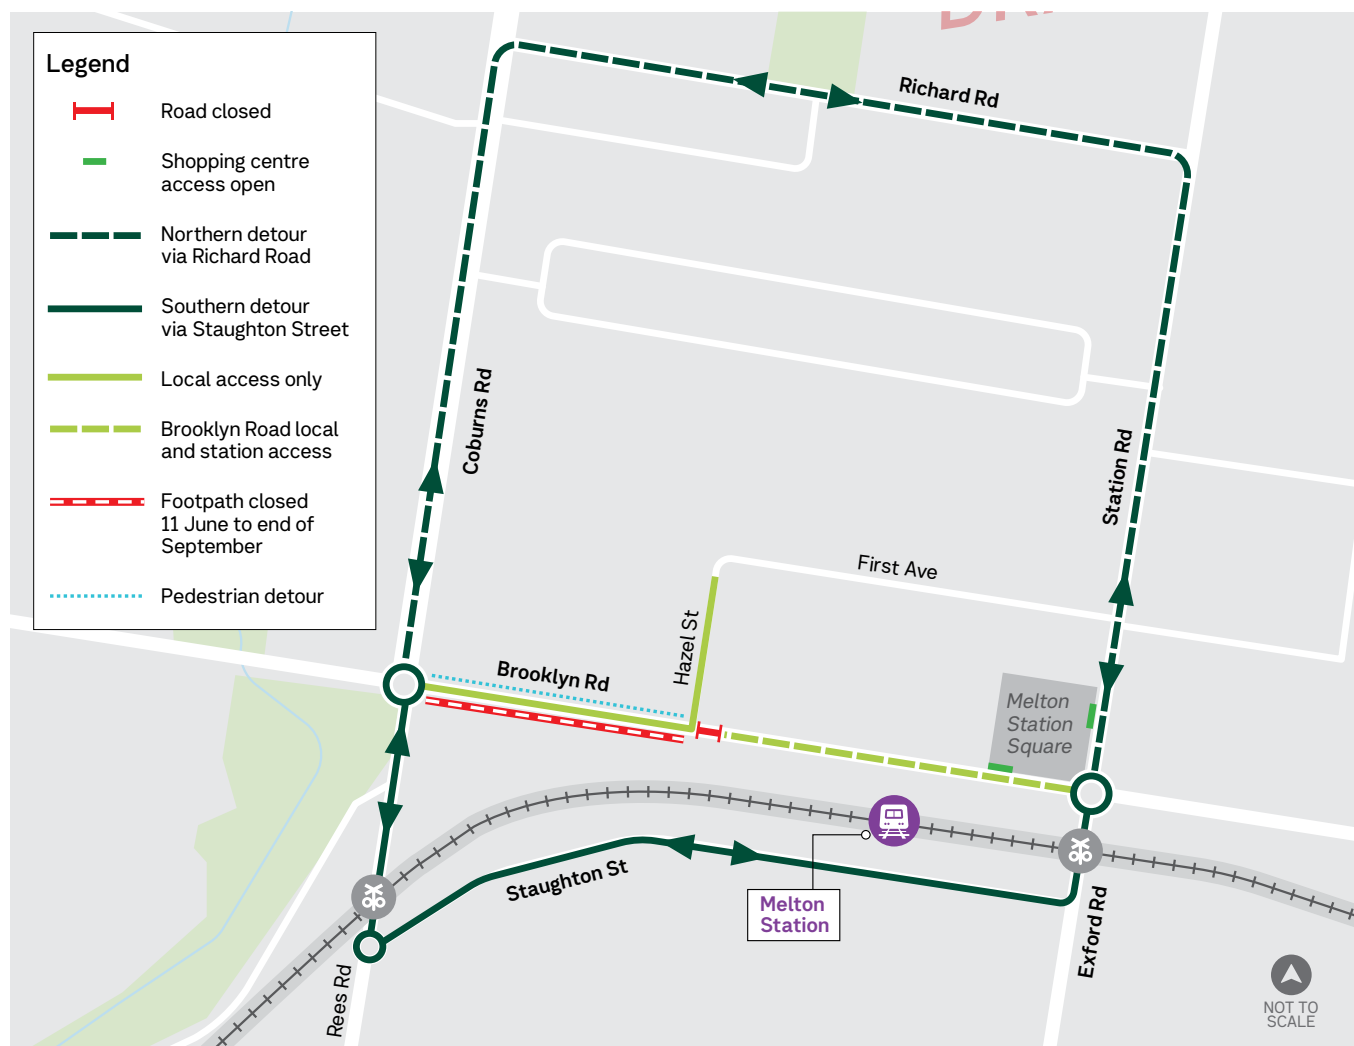 Legend
Road closed
Shopping centre
access open
Northern detour
via Richard Road
Southern detour
via Staughton Street
Local access only
Brooklyn Road local
and station access
Footpath closed
11 June to end of
September
Pedestrian detour
Richard Rd
Coburns Rd
Station Rd
First Ave
Hazel St
Brooklyn Rd
Melton
Station
Square
Staughton St
Melton
Station
Exford Rd
Rees Rd
NOT TO
SCALE